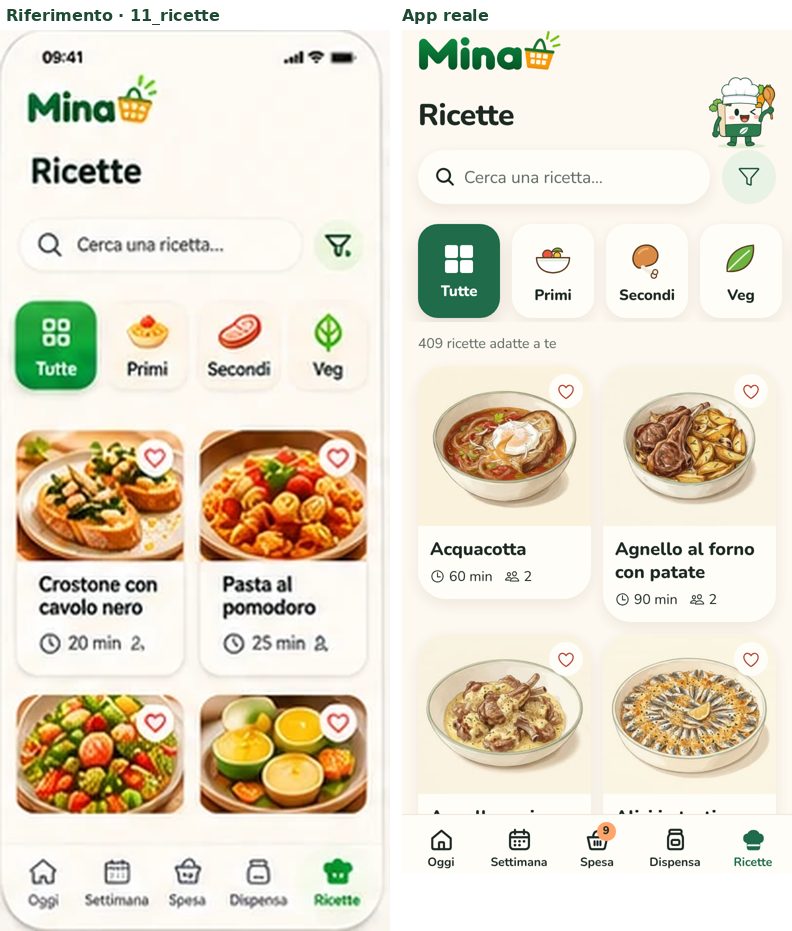 Riferimento · 11_ricette
09:41
Mina
Ricette
Cerca una ricetta...
Tutte
Primi
Secondi
Veg
Crostone con
cavolo nero
20 min
Pasta al
pomodoro
25 min
Oggi
Settimana
Spesa
Dispensa
Ricette
App reale
Mina
Ricette
Cerca una ricetta...
Tutte
Primi
Secondi
Veg
409 ricette adatte a te
Acquacotta
60 min 2
Agnello al forno
con patate
90 min 2
9
Oggi
Settimana
Spesa
Dispensa
Ricette